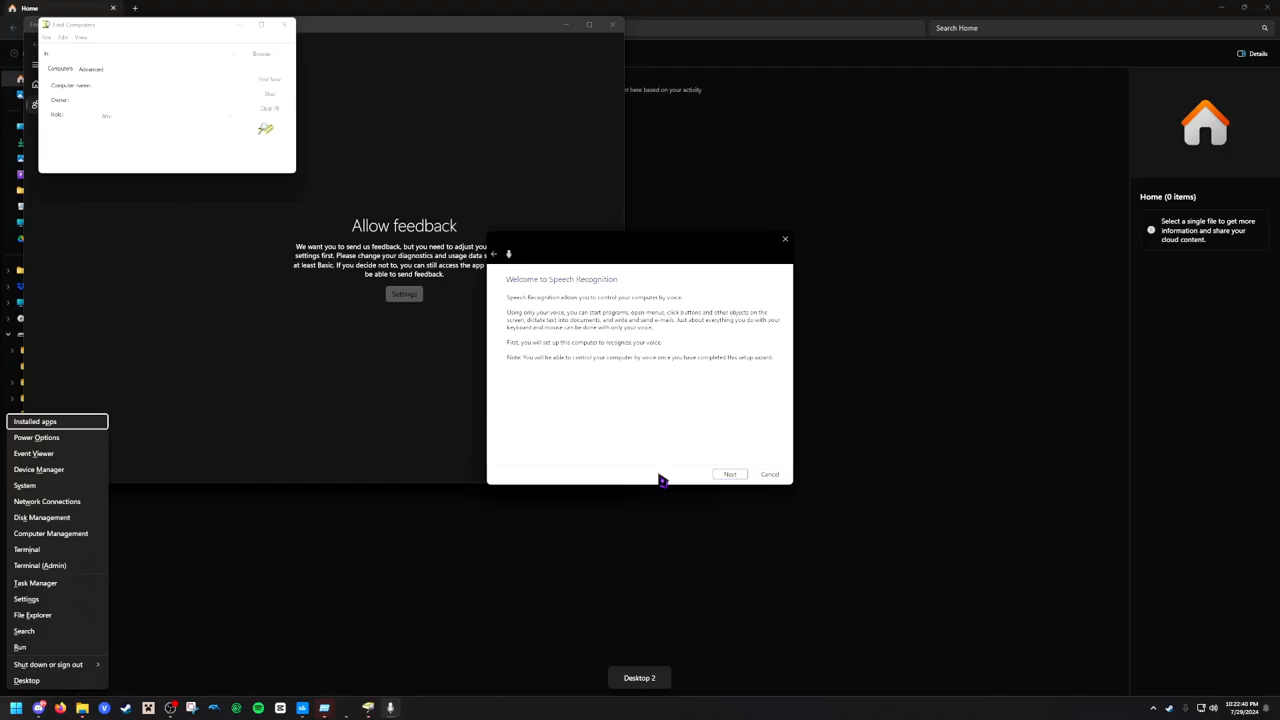 Home
Find Computers
File Edit View
In:
Browse...
Computers Advanced
Computer name:
Owner:
Role:
Any
Find Now
Stop
Clear All
Search Home
Details
t here based on your activity
Home (0 items)
Select a single file to get more
information and share your
cloud content.
Allow feedback
We want you to send us feedback, but you need to adjust you
settings first. Please change your diagnostics and usage data s
at least Basic. If you decide not to, you can still access the app
be able to send feedback.
Settings
Welcome to Speech Recognition
Speech Recognition allows you to control your computer by voice.
Using only your voice, you can start programs, open menus, click buttons and other objects on the
screen, dictate text into documents, and write and send e-mails. Just about everything you do with your
keyboard and mouse can be done with only your voice.
First, you will set up this computer to recognize your voice.
Note: You will be able to control your computer by voice once you have completed this setup wizard.
Next
Cancel
Installed apps
Power Options
Event Viewer
Device Manager
System
Network Connections
Disk Management
Computer Management
Terminal
Terminal (Admin)
Task Manager
Settings
File Explorer
Search
Run
Shut down or sign out
Desktop
Desktop 2
10:22:40 PM
7/29/2024